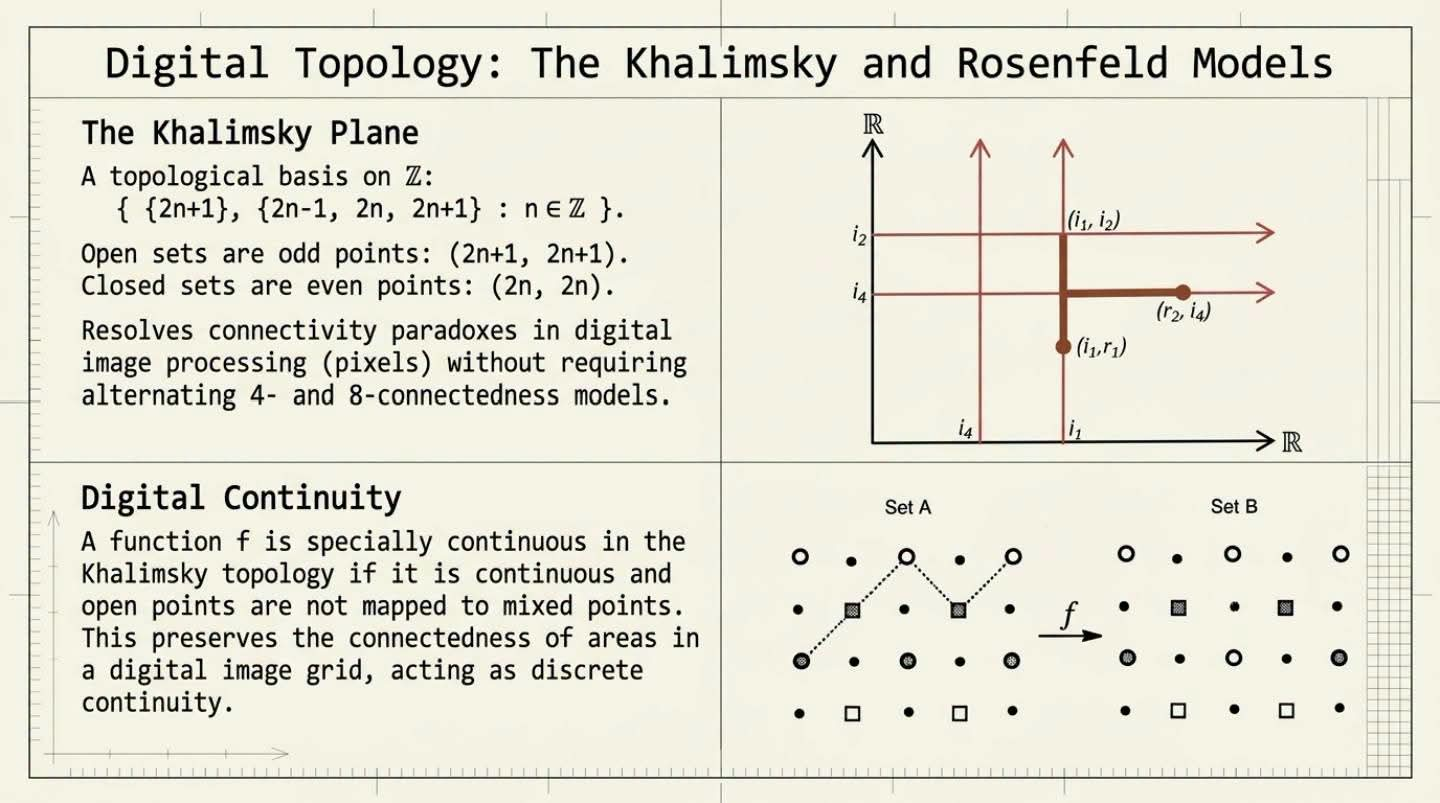 Digital Topology: The Khalimsky and Rosenfeld Models
The Khalimsky Plane
A topological basis on ℤ:
{ {2n+1}, {2n-1, 2n, 2n+1} : n ∈ ℤ }.
Open sets are odd points: (2n+1, 2n+1).
Closed sets are even points: (2n, 2n).
Resolves connectivity paradoxes in digital
image processing (pixels) without requiring
alternating 4- and 8-connectedness models.
ℝ
(i₁, i₂)
i₂
i₄
(r₂, i₄)
(i₁,r₁)
i₄
i₁
ℝ
Digital Continuity
A function f is specially continuous in the
Khalimsky topology if it is continuous and
open points are not mapped to mixed points.
This preserves the connectedness of areas in
a digital image grid, acting as discrete
continuity.
Set A
Set B
f